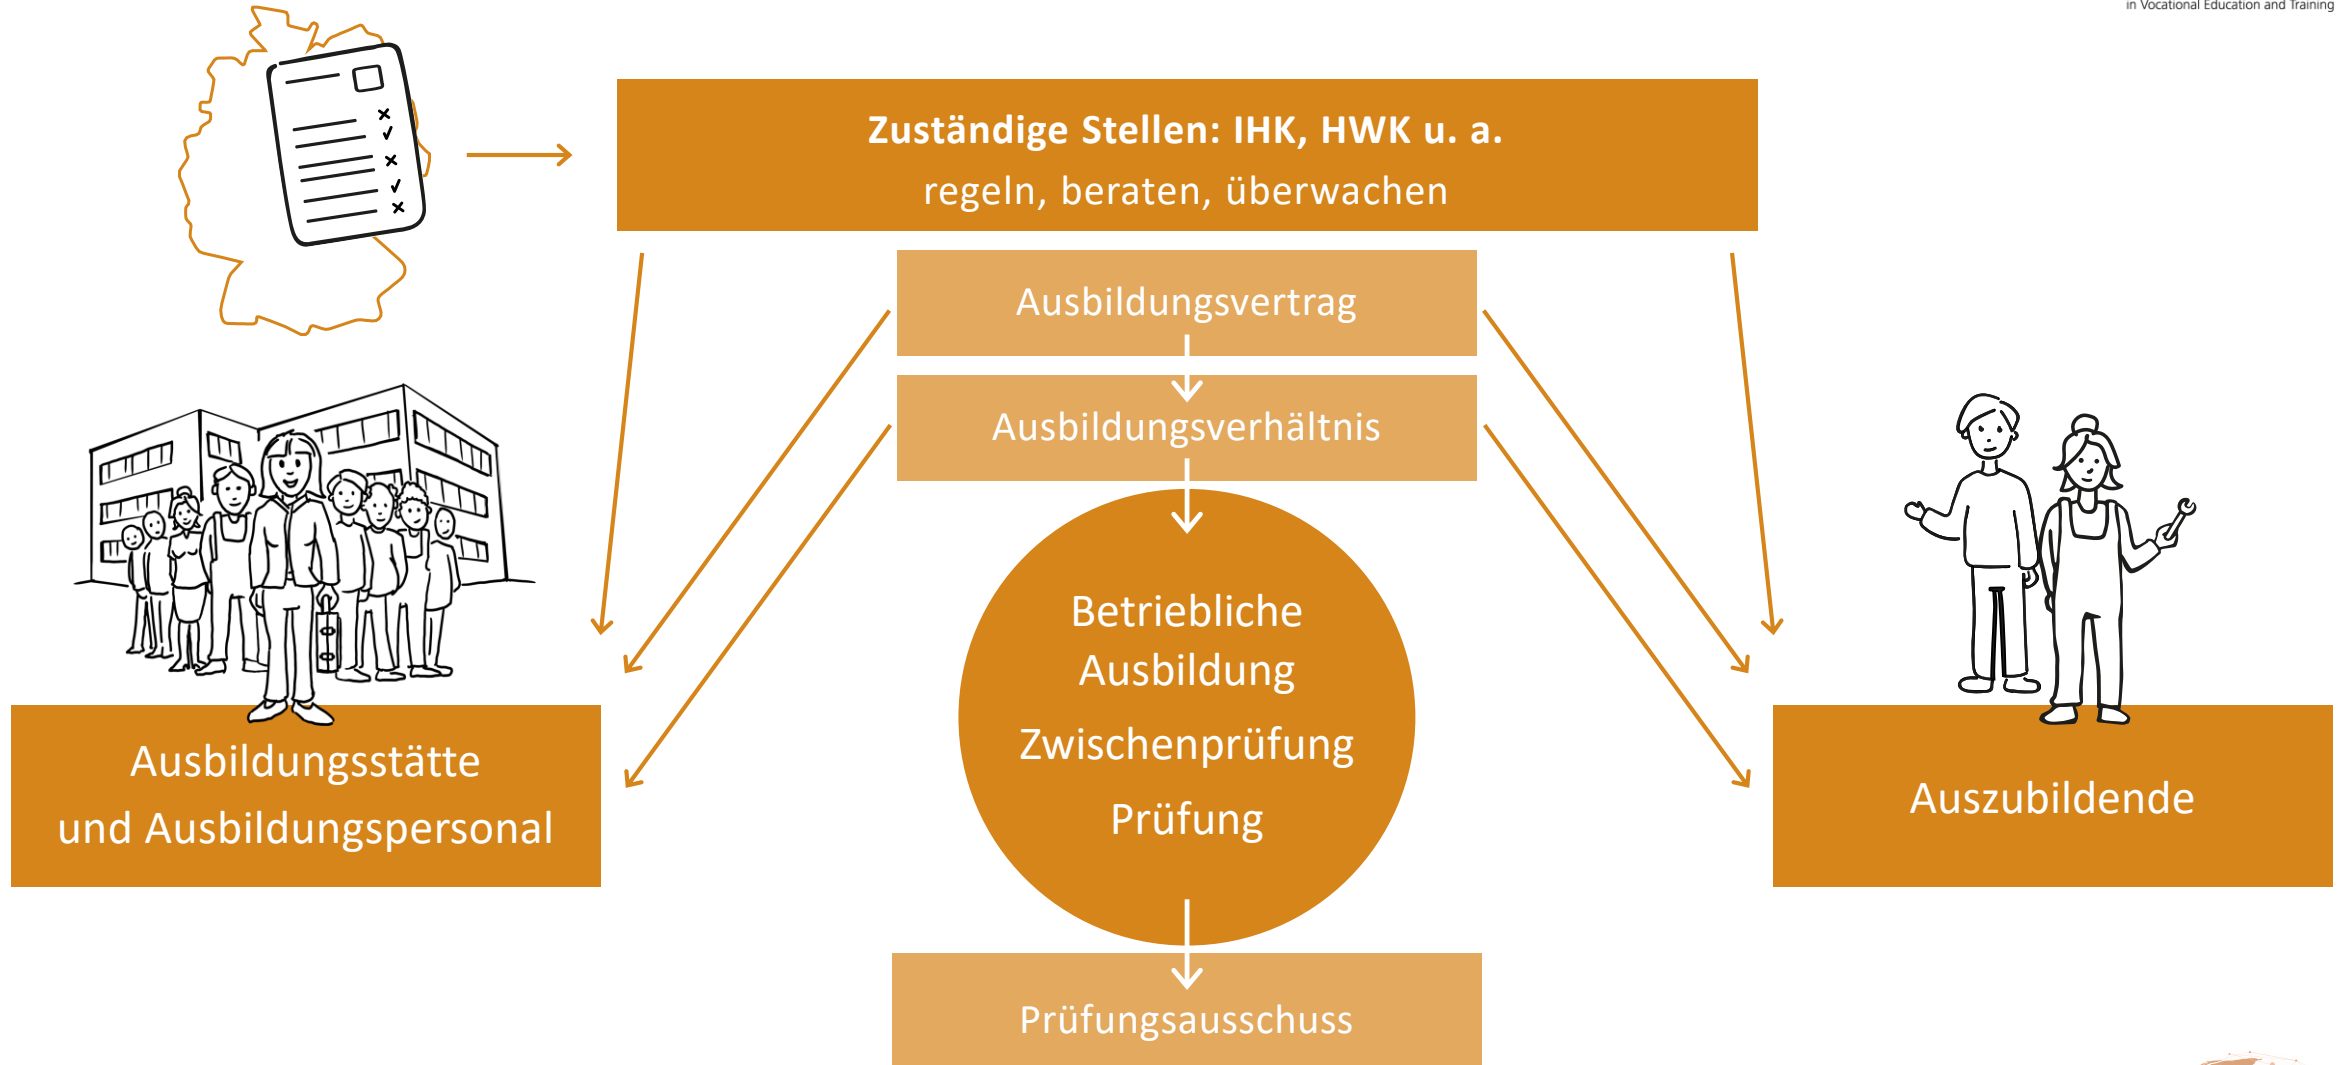 in Vocational Education and Training
Zuständige Stellen: IHK, HWK u. a.
regeln, beraten, überwachen
Ausbildungsvertrag
Ausbildungsverhältnis
Betriebliche
Ausbildung
Zwischenprüfung
Prüfung
Ausbildungsstätte
und Ausbildungspersonal
Auszubildende
Prüfungsausschuss